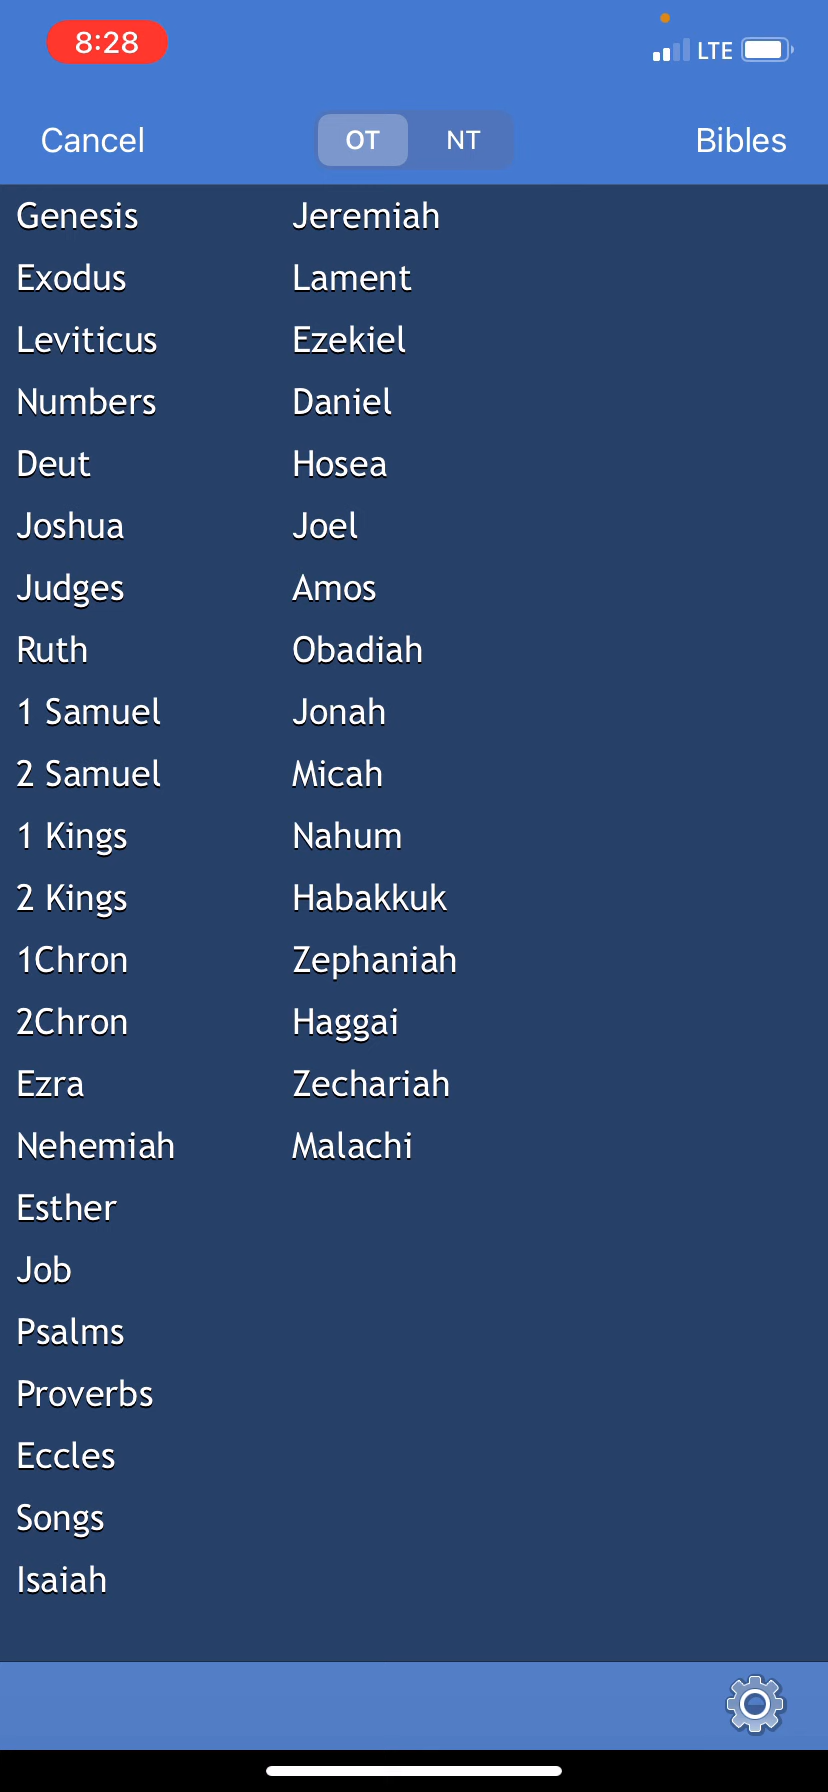 8:28
LTE
Cancel
OT
NT
Bibles
Genesis
Exodus
Leviticus
Numbers
Deut
Joshua
Judges
Ruth
1 Samuel
2 Samuel
1 Kings
2 Kings
1Chron
2Chron
Ezra
Nehemiah
Esther
Job
Psalms
Proverbs
Eccles
Songs
Isaiah
Jeremiah
Lament
Ezekiel
Daniel
Hosea
Joel
Amos
Obadiah
Jonah
Micah
Nahum
Habakkuk
Zephaniah
Haggai
Zechariah
Malachi